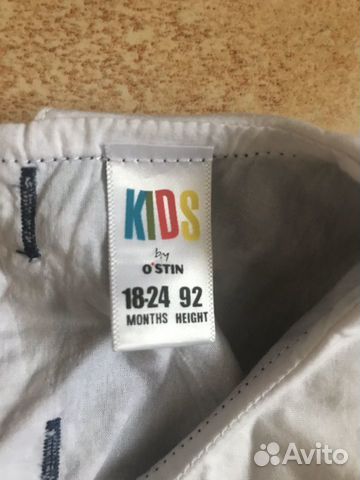 KIDS
by
O'STIN
18-24 92
MONTHS HEIGHT
Avito